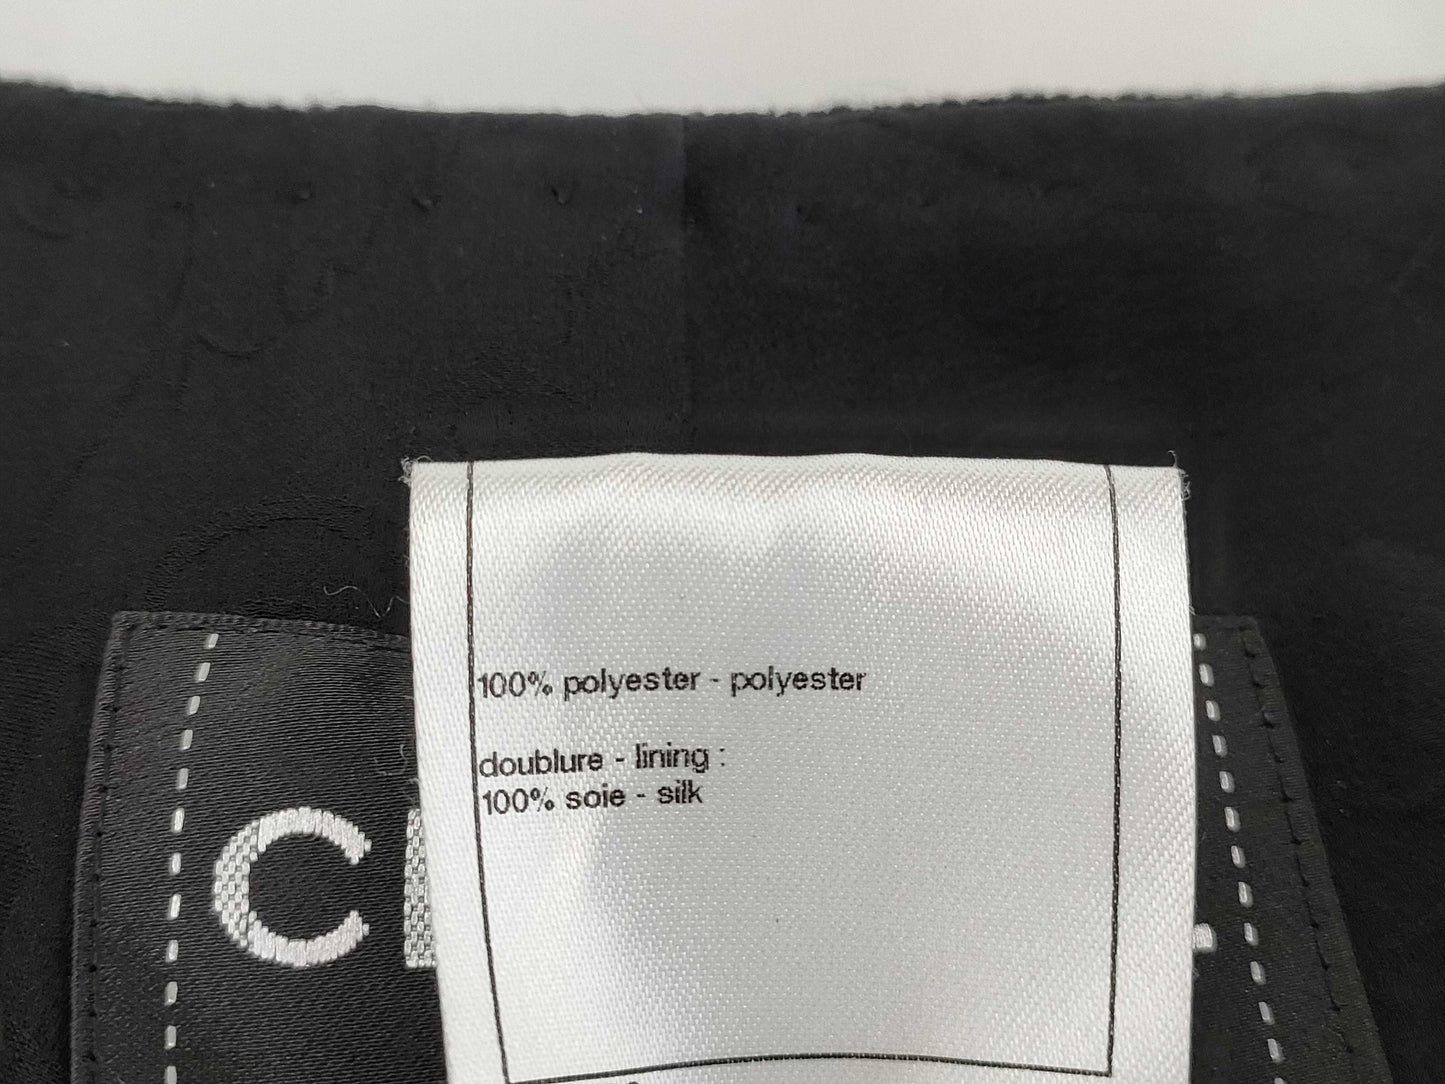 100% polyester - polyester
doublure - lining :
100% soie - silk
C